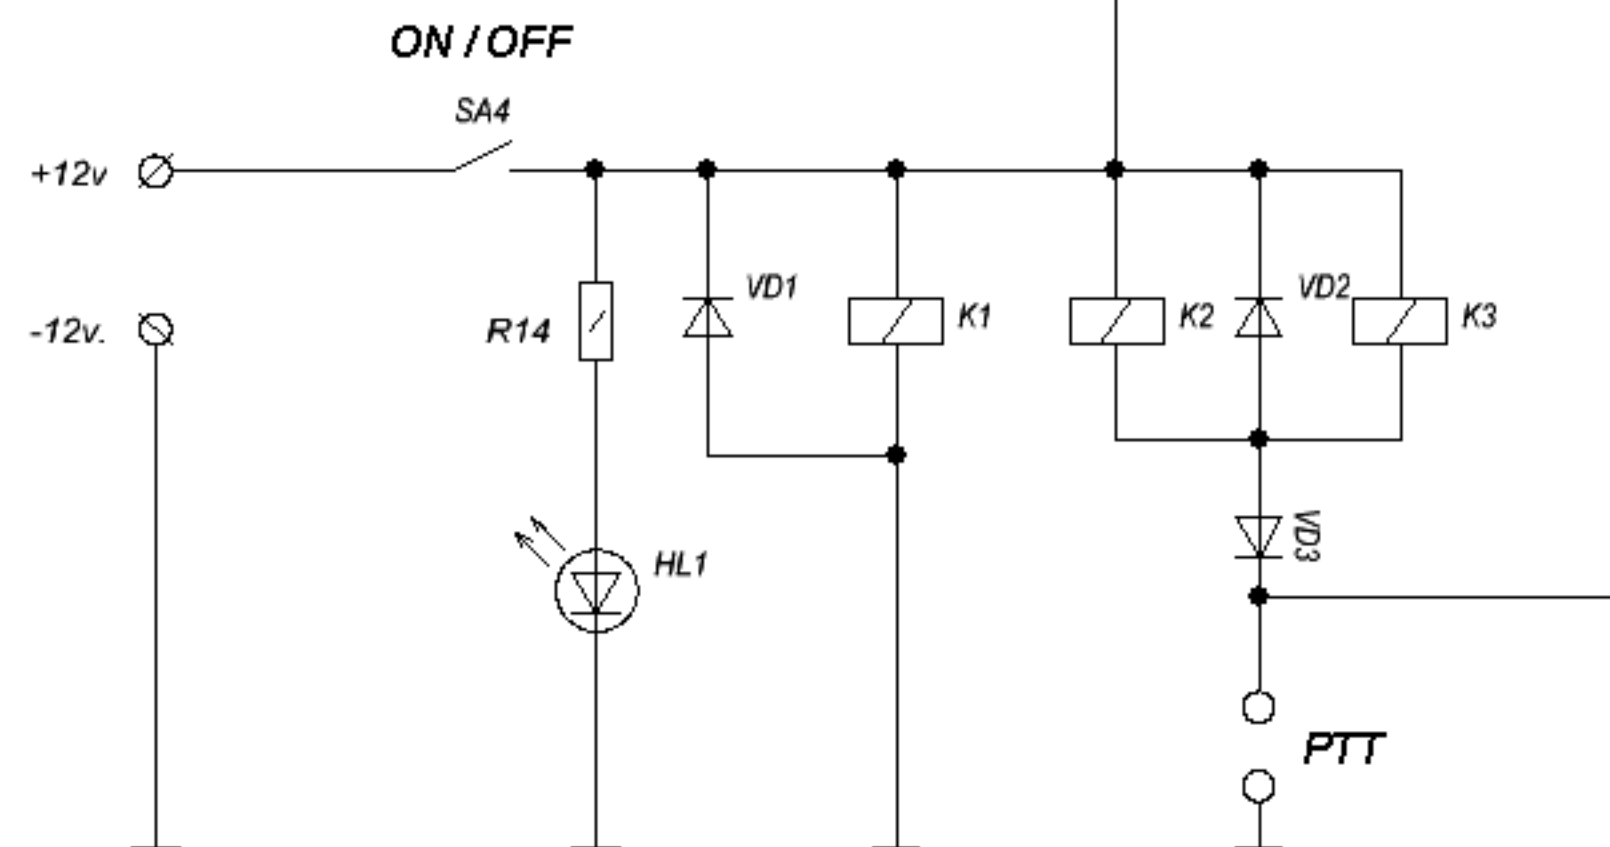 ON / OFF
SA4
+12v
VD1
VD2
K1
K2
K3
-12v.
R14
VD3
HL1
PTT